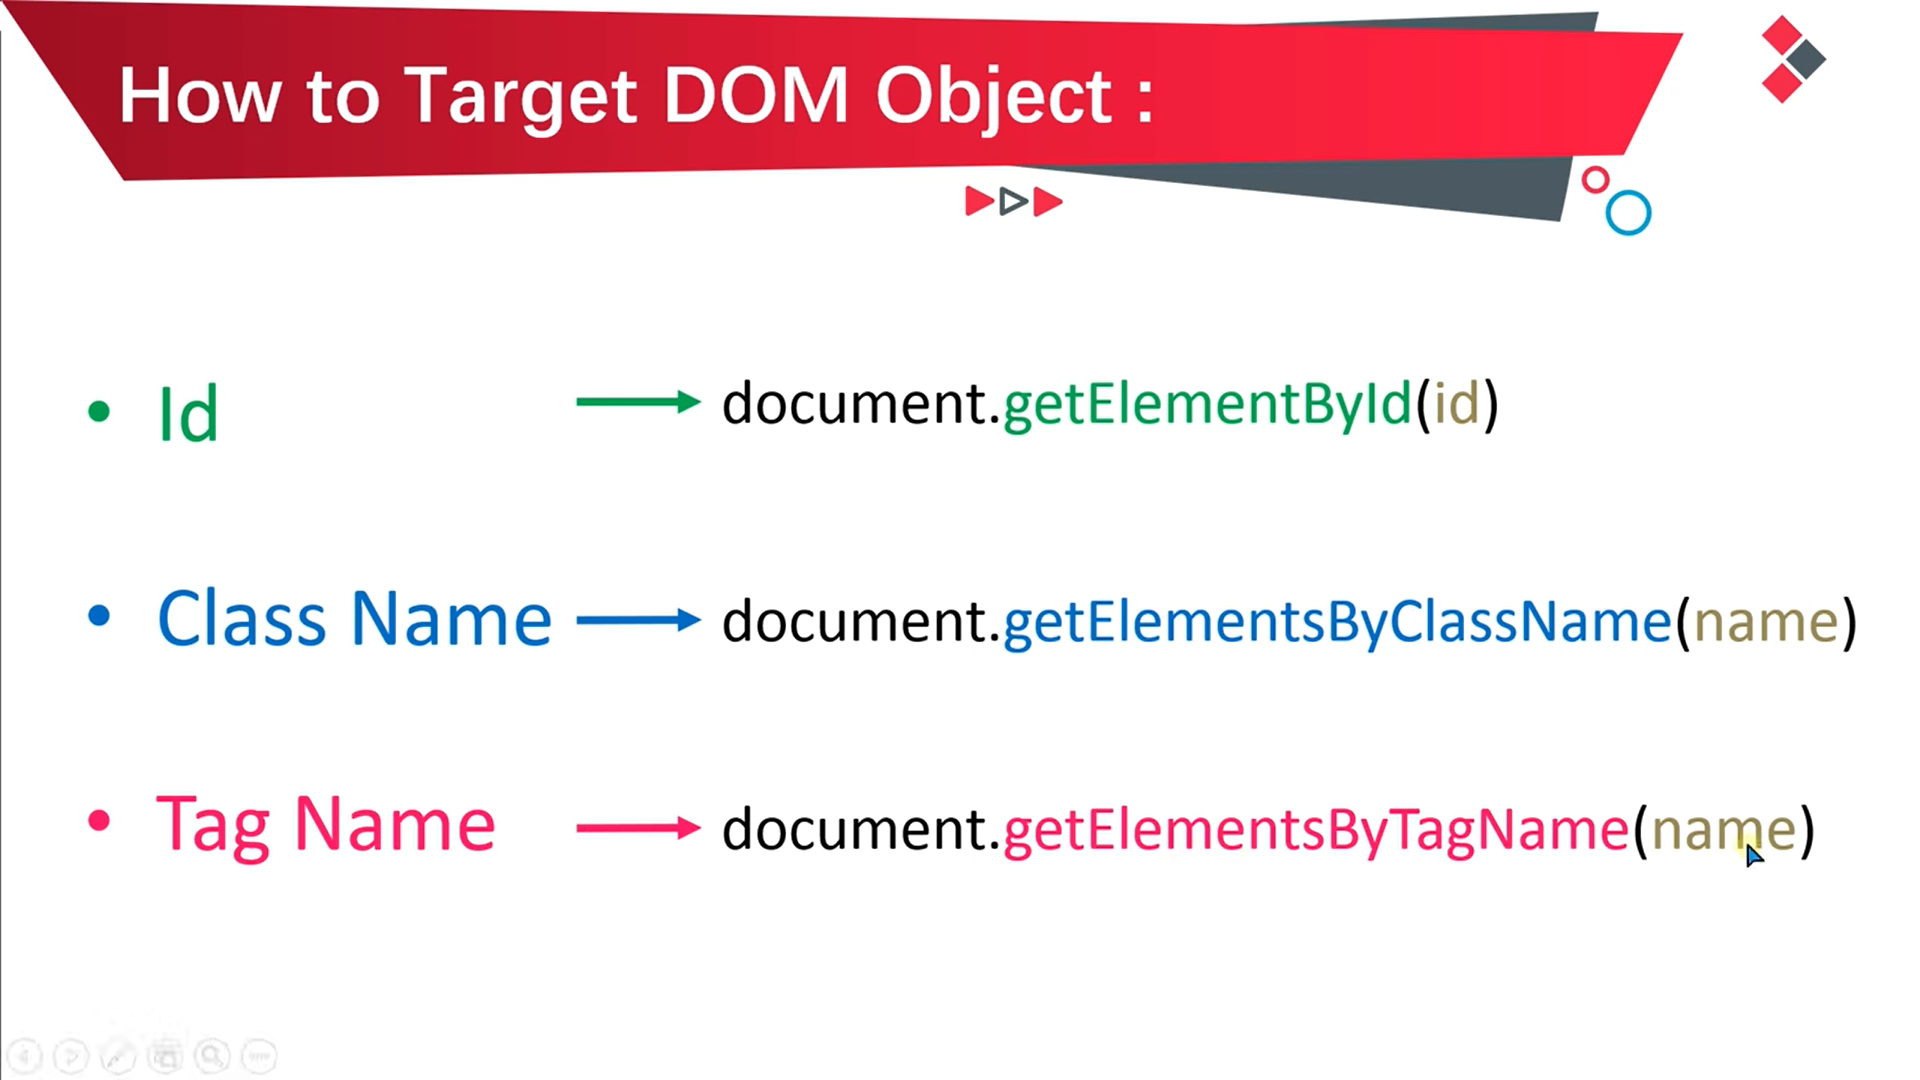 How to Target DOM Object :
• Id
document.getElementById(id)
• Class Name
document.getElementsByClassName(name)
• Tag Name
document.getElementsByTagName(name)